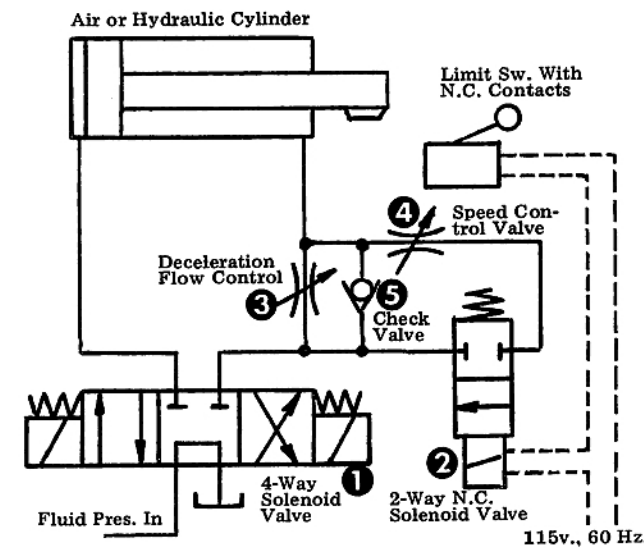 Air or Hydraulic Cylinder
Limit Sw. With
N.C. Contacts
4
Speed Con-
trol Valve
Deceleration
Flow Control
3
5
Check
Valve
2
1
4-Way
Solenoid
Valve
2-Way N.C.
Solenoid Valve
Fluid Pres. In
115v., 60 Hz